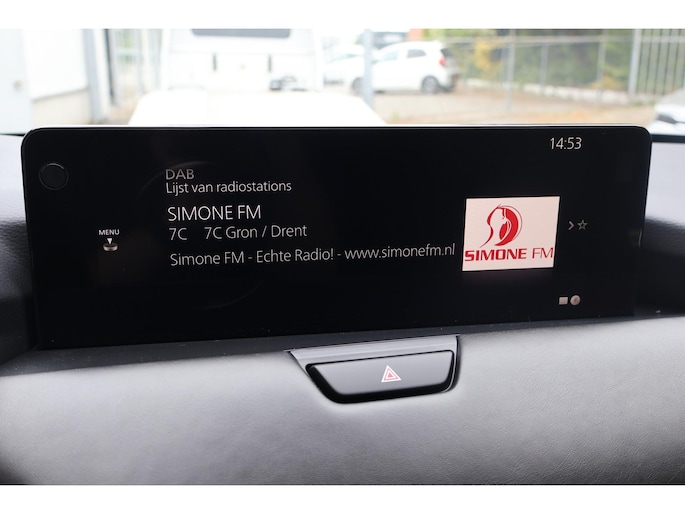 14:53
DAB
Lijst van radiostations
SIMONE FM
7C 7C Gron / Drent
MENU
Simone FM - Echte Radio! - www.simonefm.nl
SIMONE FM